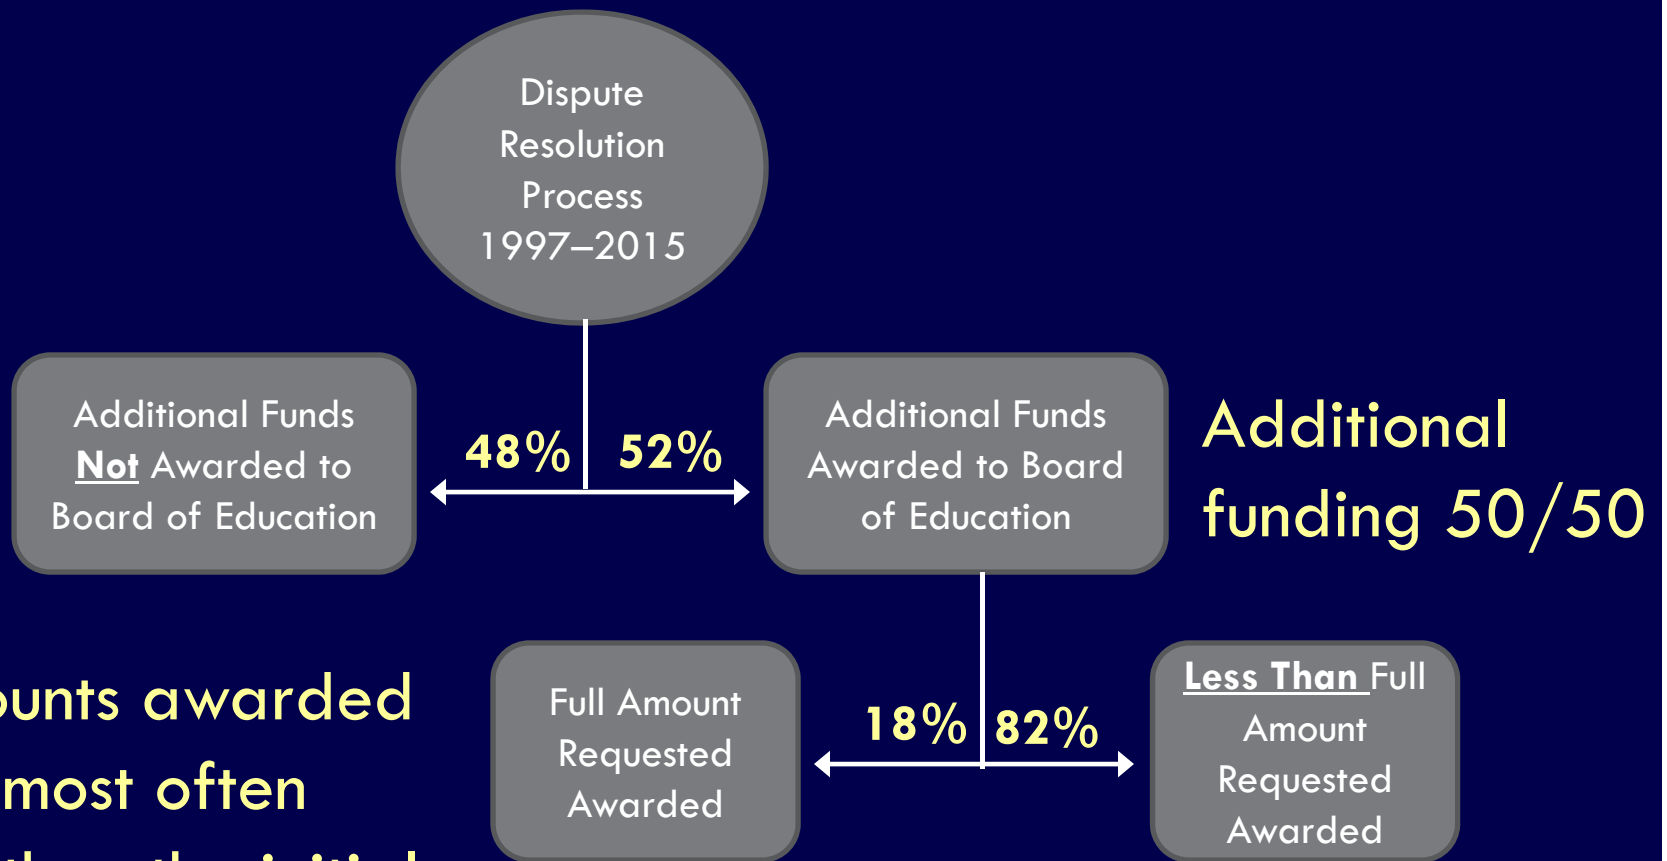 Dispute
Resolution
Process
1997–2015
Additional Funds
Not Awarded to
Board of Education
48%
52%
Additional Funds
Awarded to Board
of Education
Additional
funding 50/50
awarded
most often
Full Amount
Requested
Awarded
18%
82%
Less Than Full
Amount
Requested
Awarded